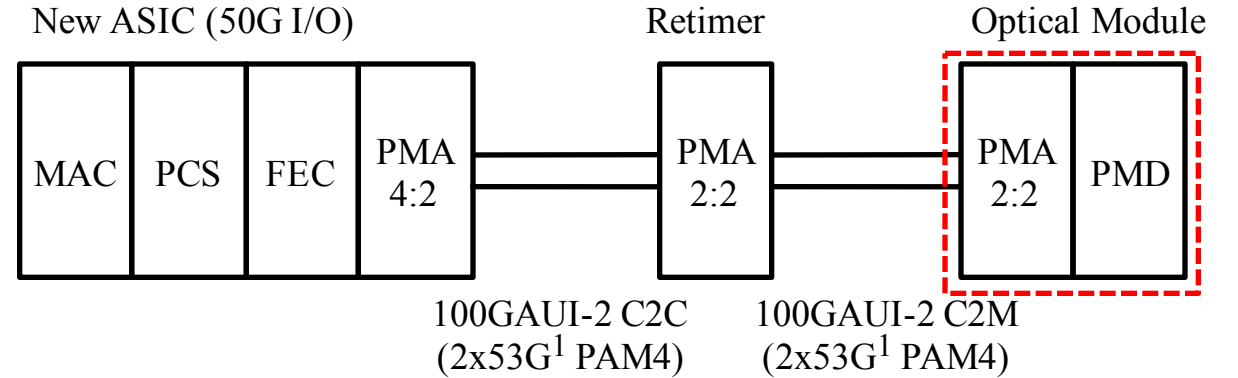 New ASIC (50G I/O)
Retimer
Optical Module
MAC
PCS
FEC
PMA
4:2
PMA
2:2
PMA
2:2
PMD
100GAUI-2 C2C
(2x53G¹ PAM4)
100GAUI-2 C2M
(2x53G¹ PAM4)